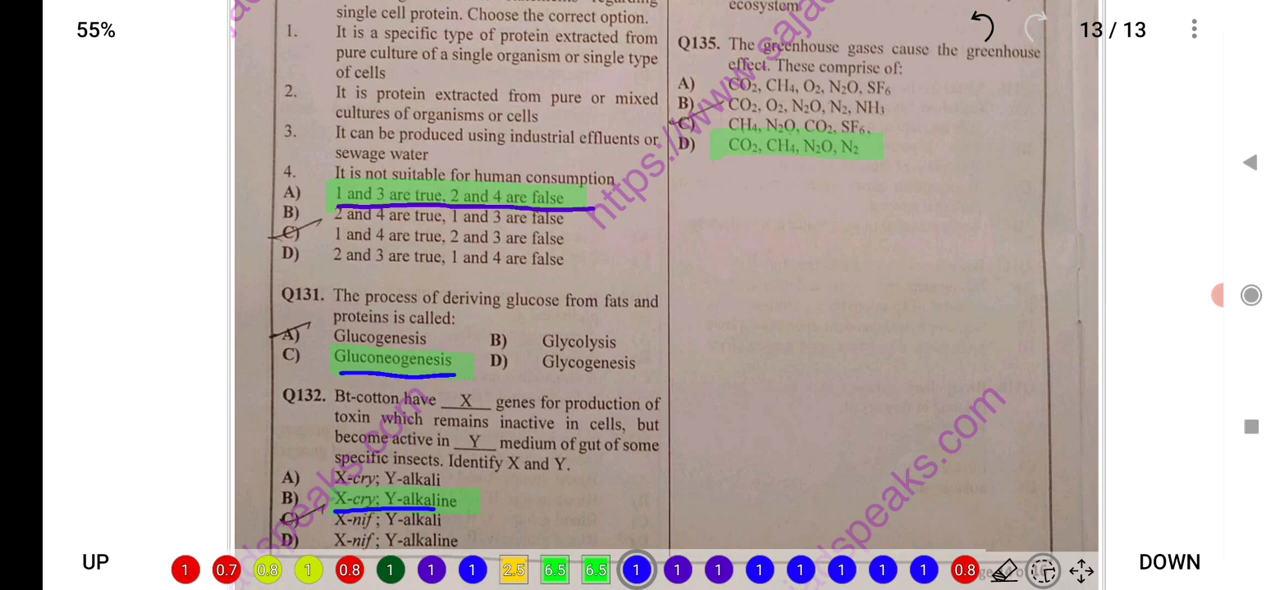 55%
single cell protein. Choose the correct option.
1. It is a specific type of protein extracted from
pure culture of a single organism or single type
of cells
2. It is protein extracted from pure or mixed
cultures of organisms or cells
3. It can be produced using industrial effluents or
sewage water
4. It is not suitable for human consumption
A) 1 and 3 are true, 2 and 4 are false
B) 2 and 4 are true, 1 and 3 are false
C) 1 and 4 are true, 2 and 3 are false
D) 2 and 3 are true, 1 and 4 are false
Q131. The process of deriving glucose from fats and
proteins is called:
A) Glucogenesis B) Glycolysis
C) Gluconeogenesis D) Glycogenesis
Q132. Bt-cotton have X genes for production of
toxin which remains inactive in cells, but
become active in Y medium of gut of some
specific insects. Identify X and Y.
A) X-cry; Y-alkali
B) X-cry; Y-alkaline
C) X-nif ; Y-alkali
D) X-nif ; Y-alkaline
ecosystem
13 / 13
Q135. The greenhouse gases cause the greenhouse
effect. These comprise of:
A) CO₂, CH₄, O₂, N₂O, SF₆
B) CO₂, O₂, N₂O, N₂, NH₃
C) CH₄, N₂O, CO₂, SF₆,
D) CO₂, CH₄, N₂O, N₂
https://www.sajad
peaks.com
adspeaks.com
UP
1 0.7 0.8 1 0.8 1 1 1 2.5 6.5 6.5 1 1 1 1 1 1 1 1 0.8
DOWN